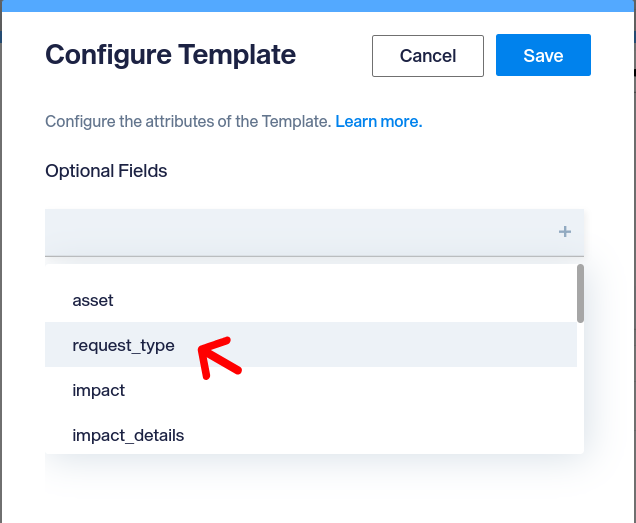 Configure Template
Cancel
Save
Configure the attributes of the Template. Learn more.
Optional Fields
+
asset
request_type
impact
impact_details